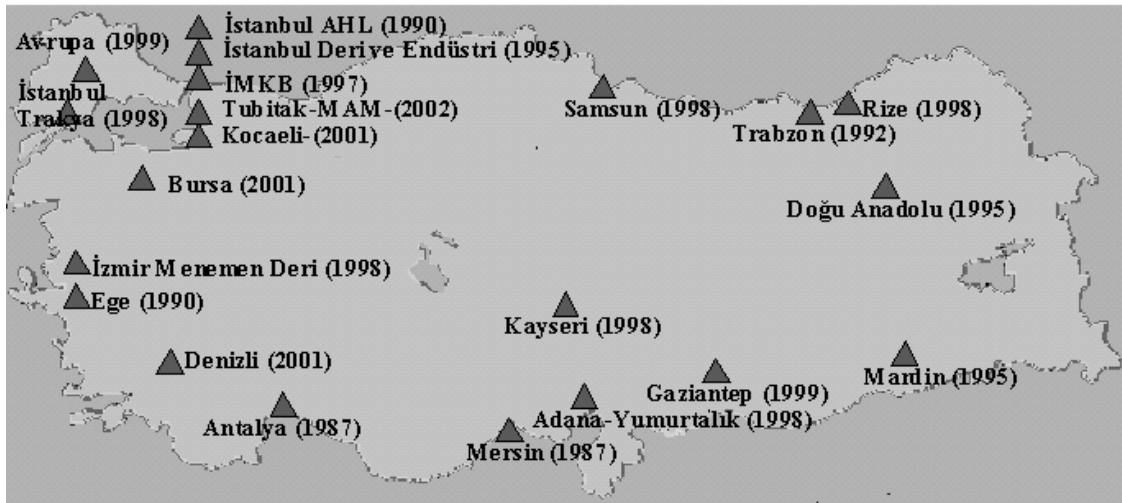 İstanbul AHL (1990)
Avrupa (1999)
İstanbul Deri ve Endüstri (1995)
İMKB (1997)
İstanbul
Trakya (1998)
Tubitak-MAM-(2002)
Kocaeli-(2001)
Samsun (1998)
Rize (1998)
Trabzon (1992)
Bursa (2001)
Doğu Anadolu (1995)
İzmir Menemen Deri (1998)
Ege (1990)
Kayseri (1998)
Denizli (2001)
Mardin (1995)
Gaziantep (1999)
Adana-Yumurtalık (1998)
Antalya (1987)
Mersin (1987)